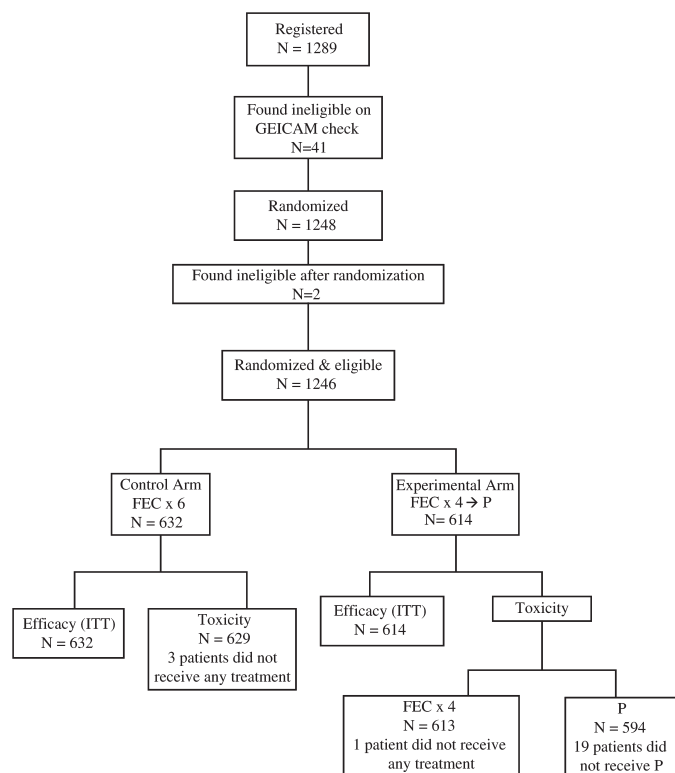 Registered
N = 1289
Found ineligible on
GEICAM check
N=41
Randomized
N = 1248
Found ineligible after randomization
N=2
Randomized & eligible
N = 1246
Control Arm
FEC x 6
N = 632
Experimental Arm
FEC x 4 → P
N= 614
Efficacy (ITT)
N = 632
Toxicity
N = 629
3 patients did not
receive any treatment
Efficacy (ITT)
N = 614
Toxicity
FEC x 4
N = 613
1 patient did not receive
any treatment
P
N = 594
19 patients did
not receive P